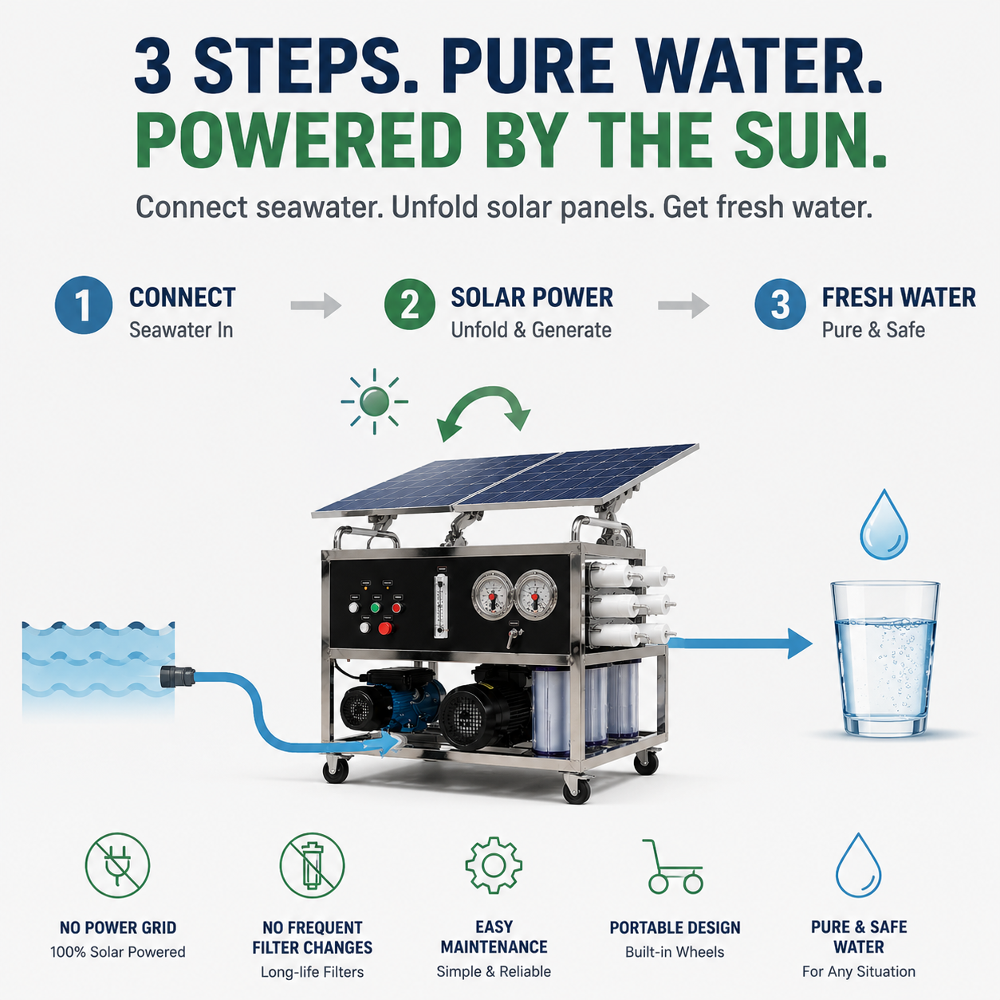 3 STEPS. PURE WATER.
POWERED BY THE SUN.
Connect seawater. Unfold solar panels. Get fresh water.
1 CONNECT
Seawater In
2 SOLAR POWER
Unfold & Generate
3 FRESH WATER
Pure & Safe
NO POWER GRID
100% Solar Powered
NO FREQUENT
FILTER CHANGES
Long-life Filters
EASY
MAINTENANCE
Simple & Reliable
PORTABLE DESIGN
Built-in Wheels
PURE & SAFE
WATER
For Any Situation